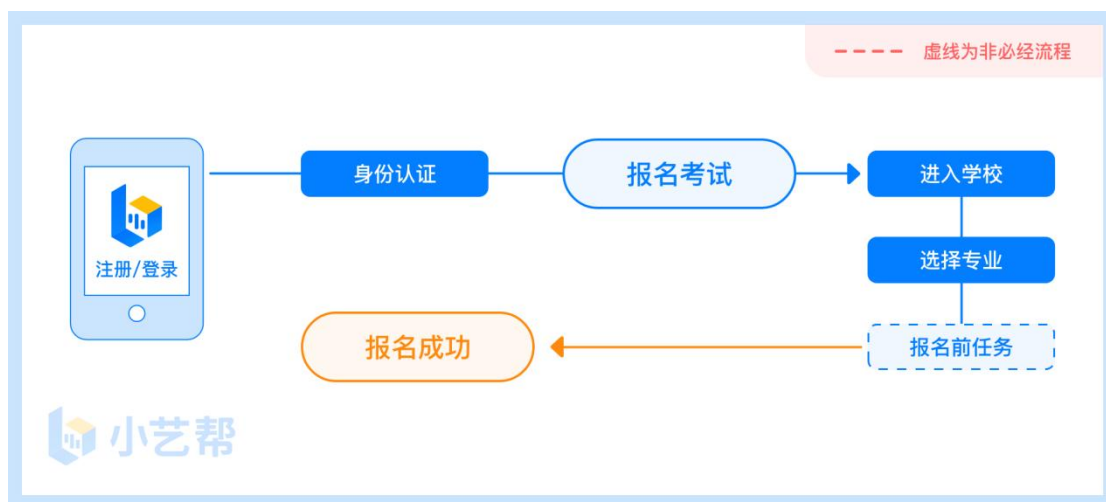 ---- 虚线为非必经流程
注册/登录
身份认证
报名考试
进入学校
选择专业
报名前任务
报名成功
小艺帮